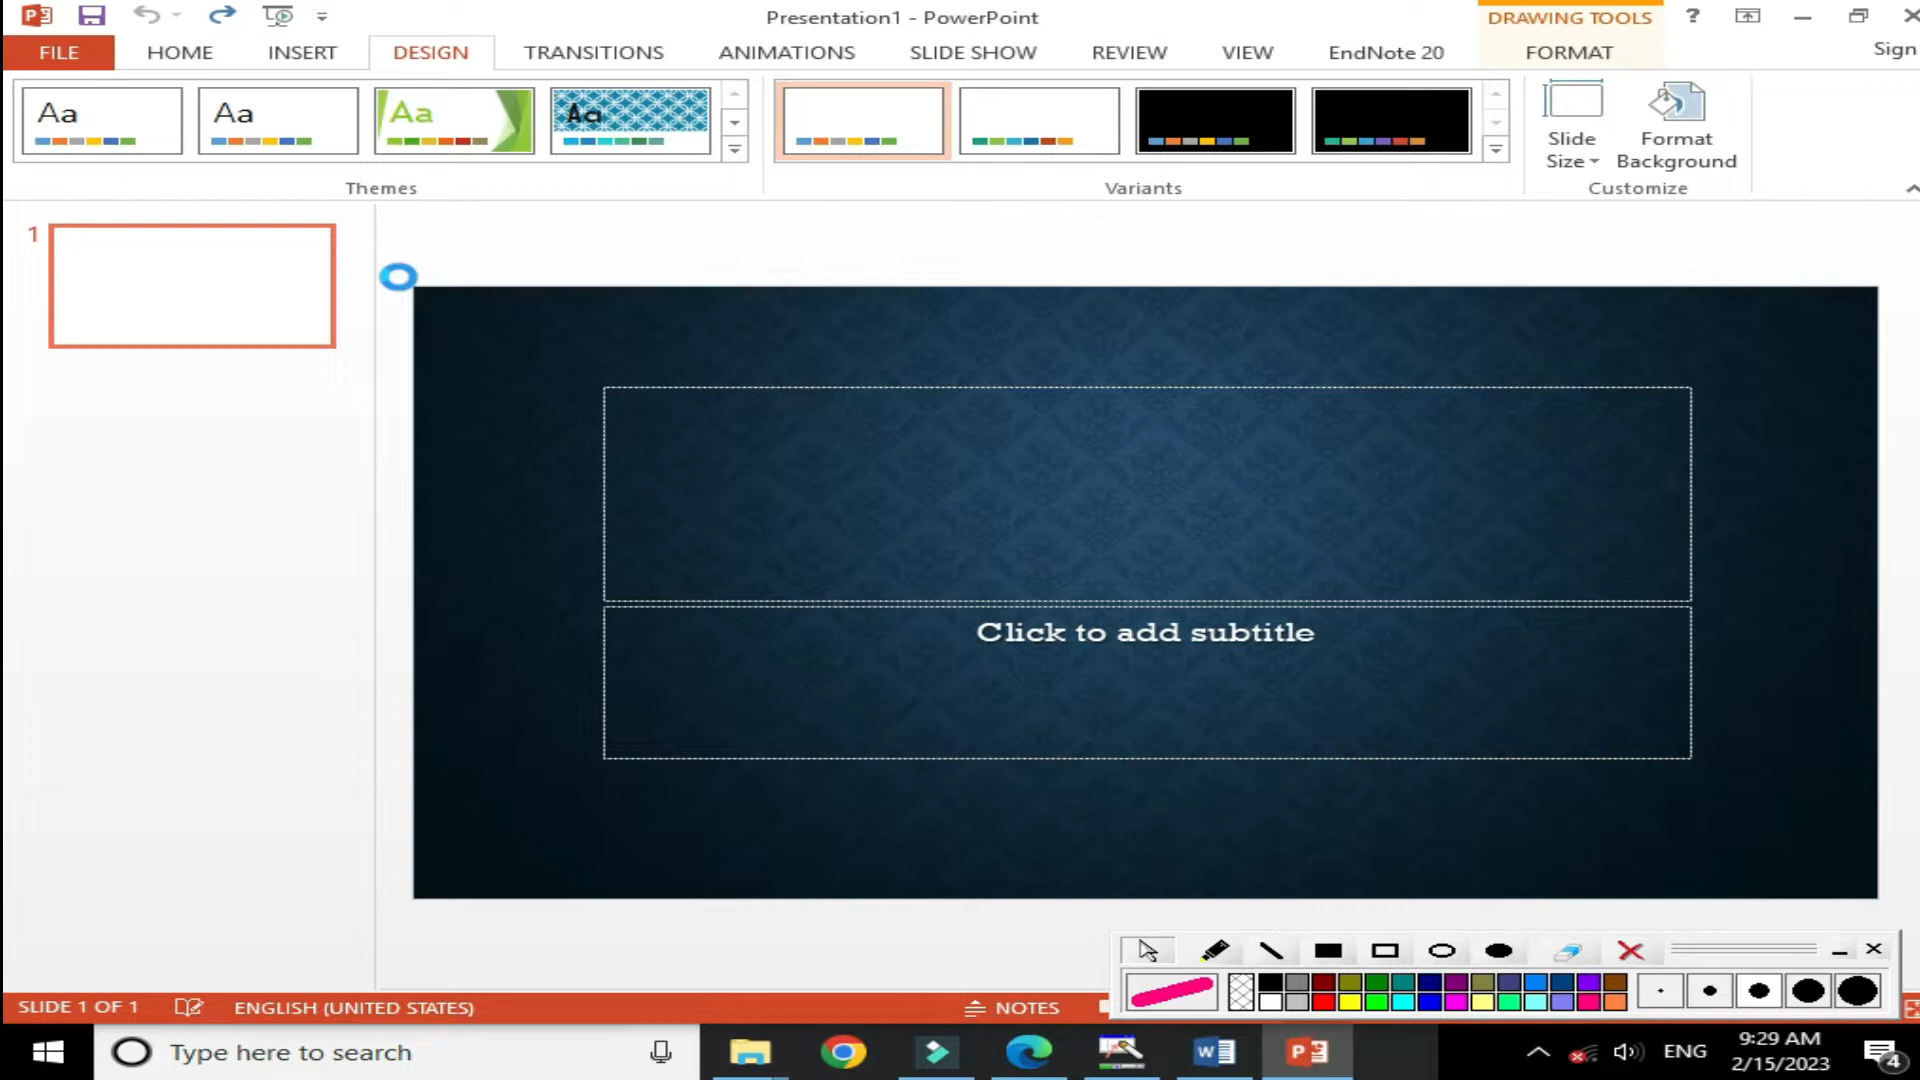 Presentation1 - PowerPoint
DRAWING TOOLS
?
FILE
HOME
INSERT
DESIGN
TRANSITIONS
ANIMATIONS
SLIDE SHOW
REVIEW
VIEW
EndNote 20
FORMAT
Sign
Aa
Aa
Aa
Aa
Slide
Size
Format
Background
Themes
Variants
Customize
1
Click to add subtitle
SLIDE 1 OF 1
ENGLISH (UNITED STATES)
NOTES
Type here to search
ENG
9:29 AM
2/15/2023
4